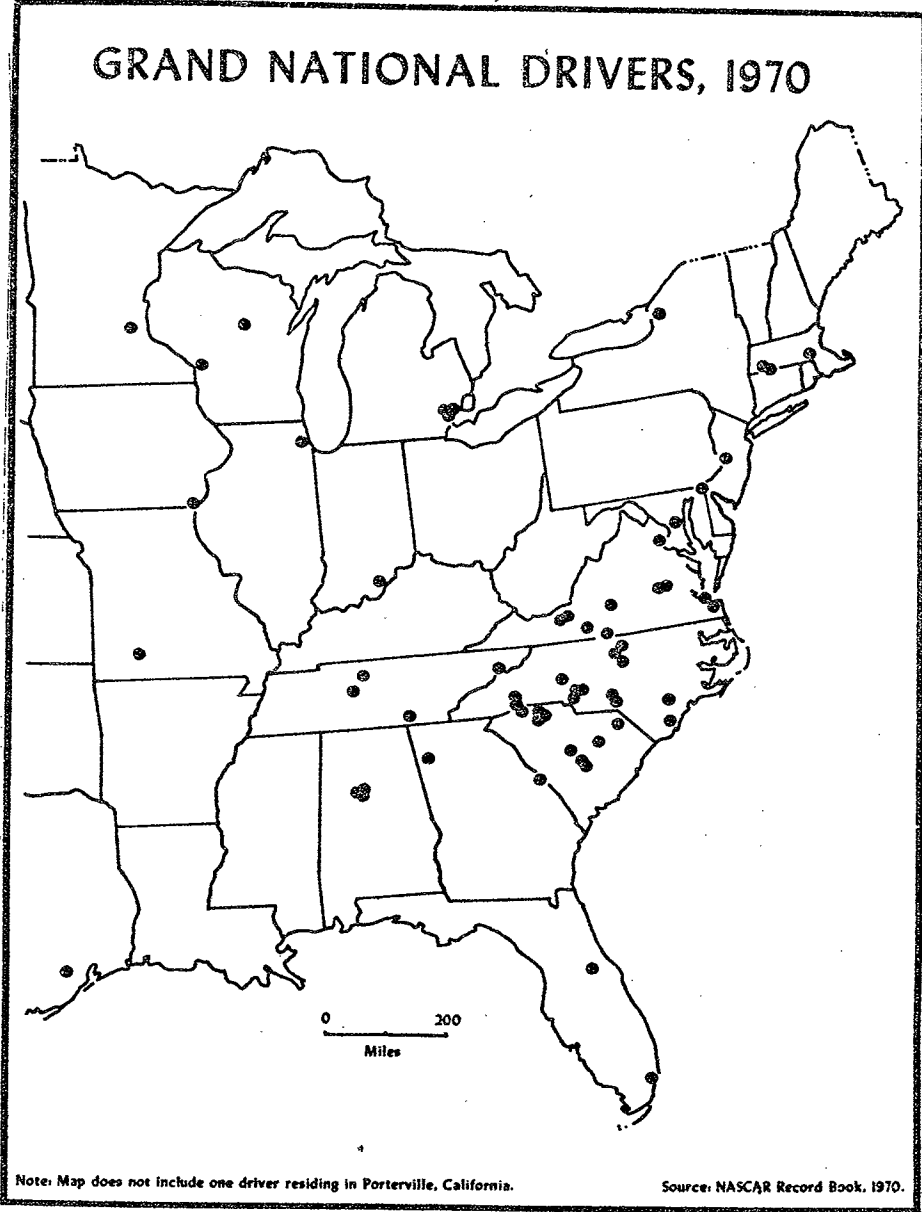 GRAND NATIONAL DRIVERS, 1970
0 200
Miles
Note: Map does not include one driver residing in Porterville, California.
Source: NASCAR Record Book, 1970.